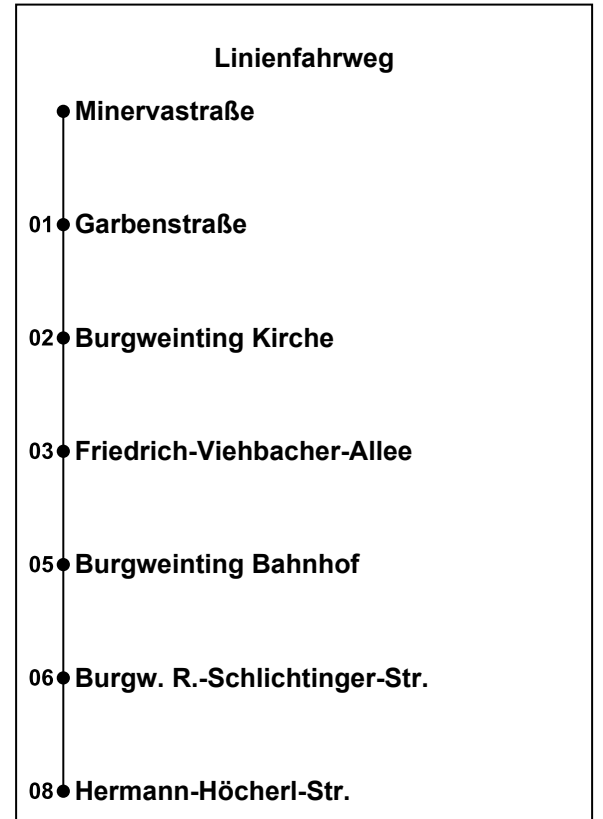 Linienfahrweg
Minervastraße
01 Garbenstraße
02 Burgweinting Kirche
03 Friedrich-Viehbacher-Allee
05 Burgweinting Bahnhof
06 Burgw. R.-Schlichtinger-Str.
08 Hermann-Höcherl-Str.